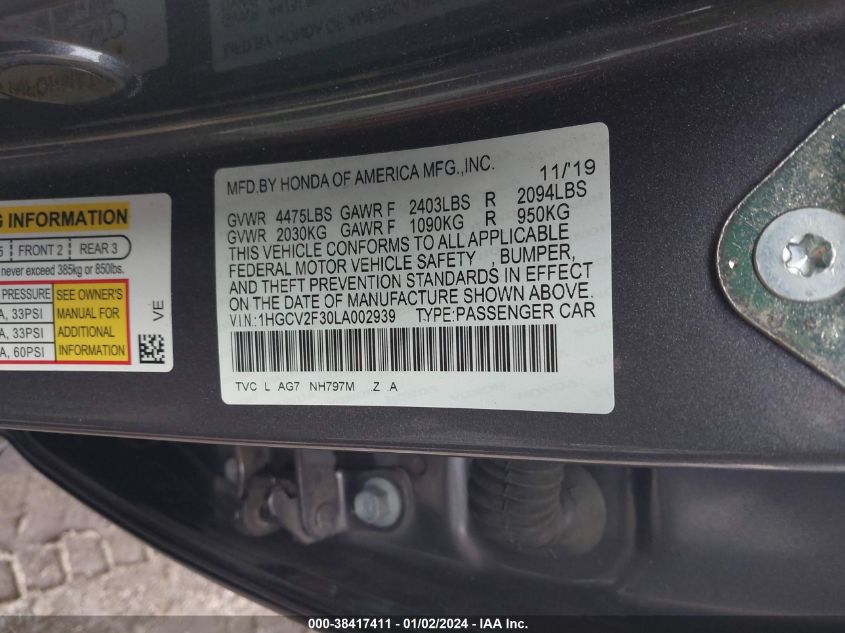 MFD.BY HONDA OF AMERICA MFG.,INC. 11/'19
GVWR 4475LBS GAWR F 2403LBS R 2094LBS
GVWR 2030KG GAWR F 1090KG R 950KG
THIS VEHICLE CONFORMS TO ALL APPLICABLE
FEDERAL MOTOR VEHICLE SAFETY , BUMPER,
AND THEFT PREVENTION STANDARDS IN EFFECT
ON THE DATE OF MANUFACTURE SHOWN ABOVE.
V.I.N.:1HGCV2F30LA002939 TYPE:PASSENGER CAR
TVC L AG7 NH797M .Z .A
G INFORMATION
5 FRONT 2 REAR 3
never exceed 385kg or 850lbs.
PRESSURE SEE OWNER'S
A, 33PSI MANUAL FOR
A, 33PSI ADDITIONAL
A, 60PSI INFORMATION
VE
000-38417411 - 01/02/2024 - IAA Inc.